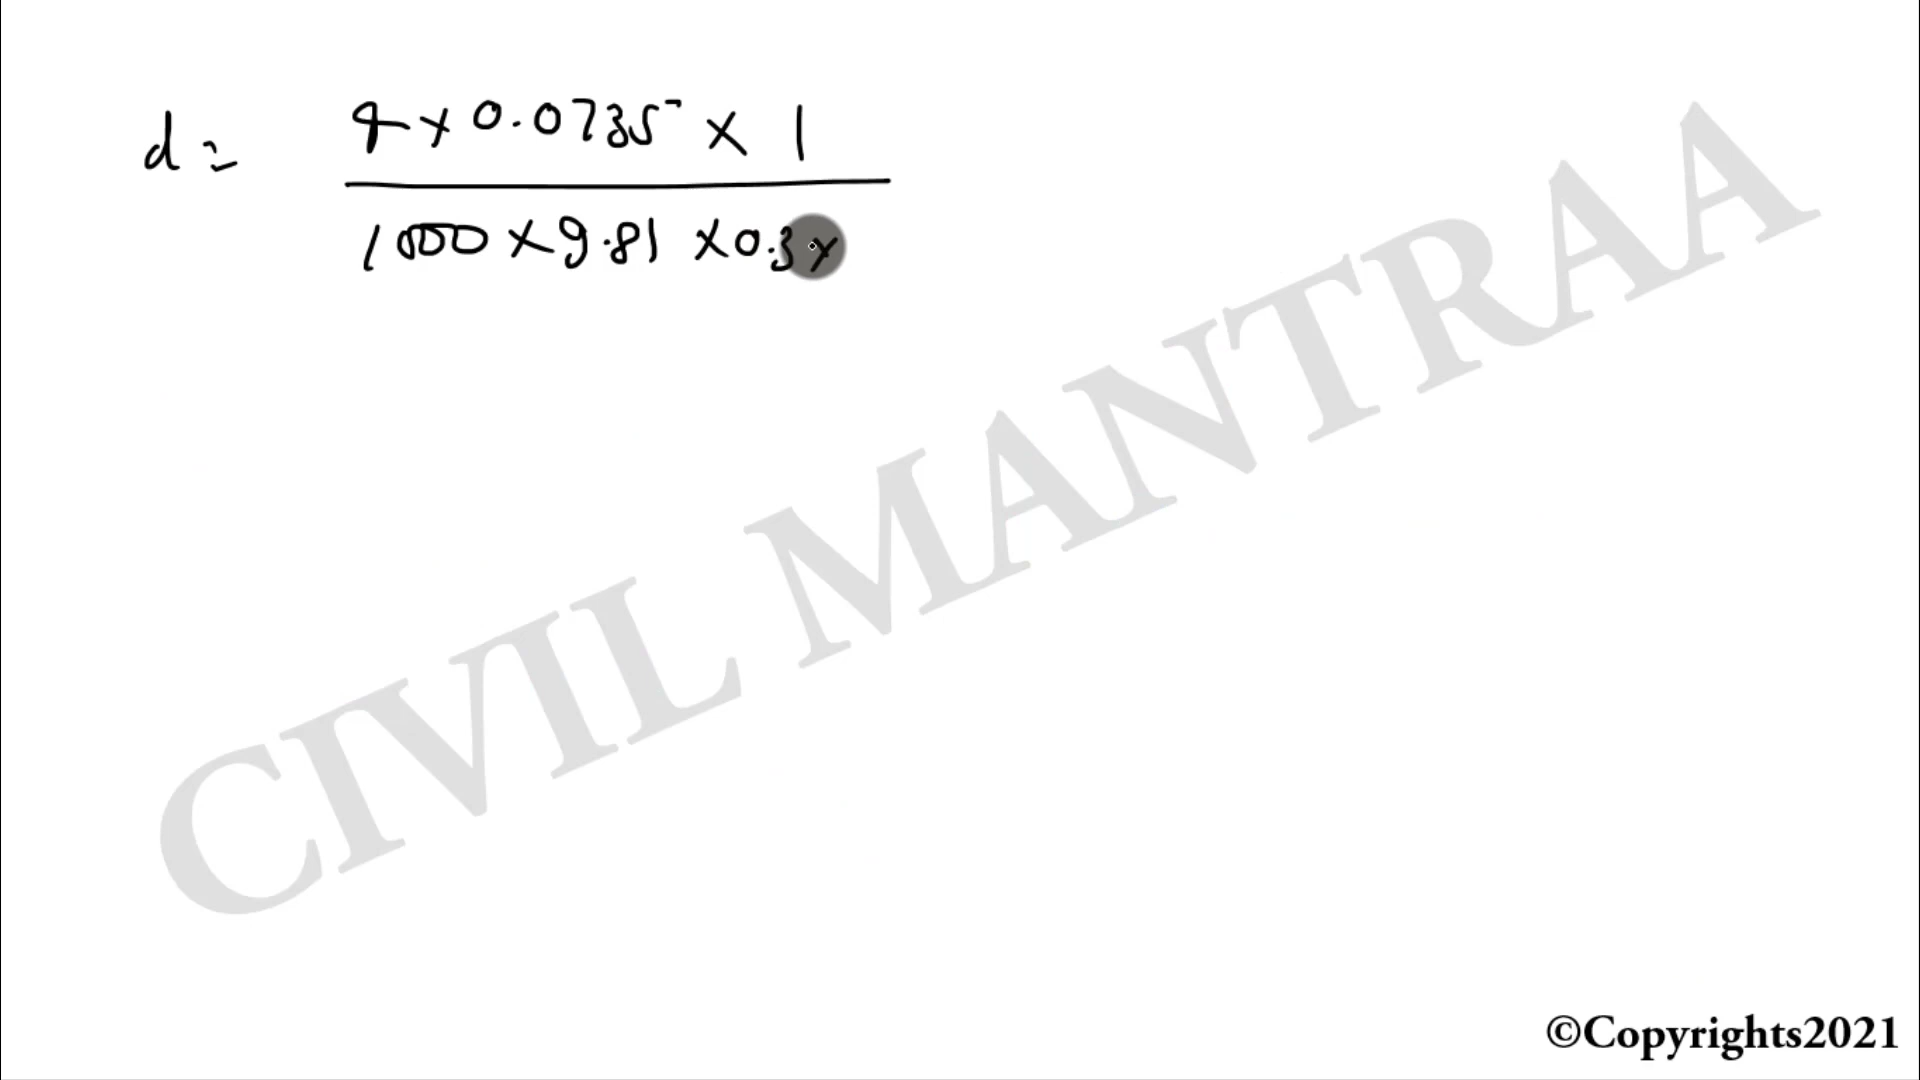 d = 4 x 0.0735 x 1
1000 x 9.81 x 0.3 x
CIVIL MANTRAA
©Copyrights2021